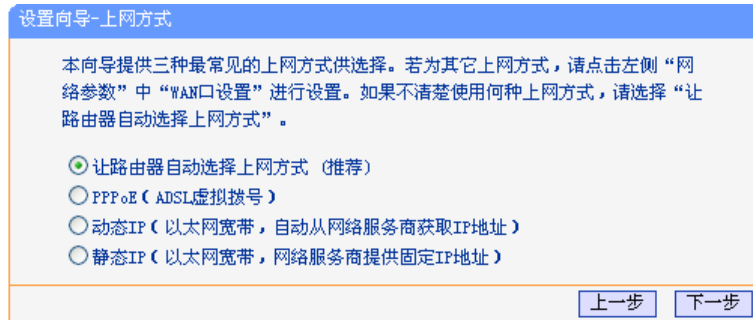 设置向导-上网方式
本向导提供三种最常见的上网方式供选择。若为其它上网方式，请点击左侧“网
络参数”中“WAN口设置”进行设置。如果不清楚使用何种上网方式，请选择“让
路由器自动选择上网方式”。
让路由器自动选择上网方式（推荐）
PPPoE（ADSL虚拟拨号）
动态IP（以太网宽带，自动从网络服务商获取IP地址）
静态IP（以太网宽带，网络服务商提供固定IP地址）
上一步 下一步